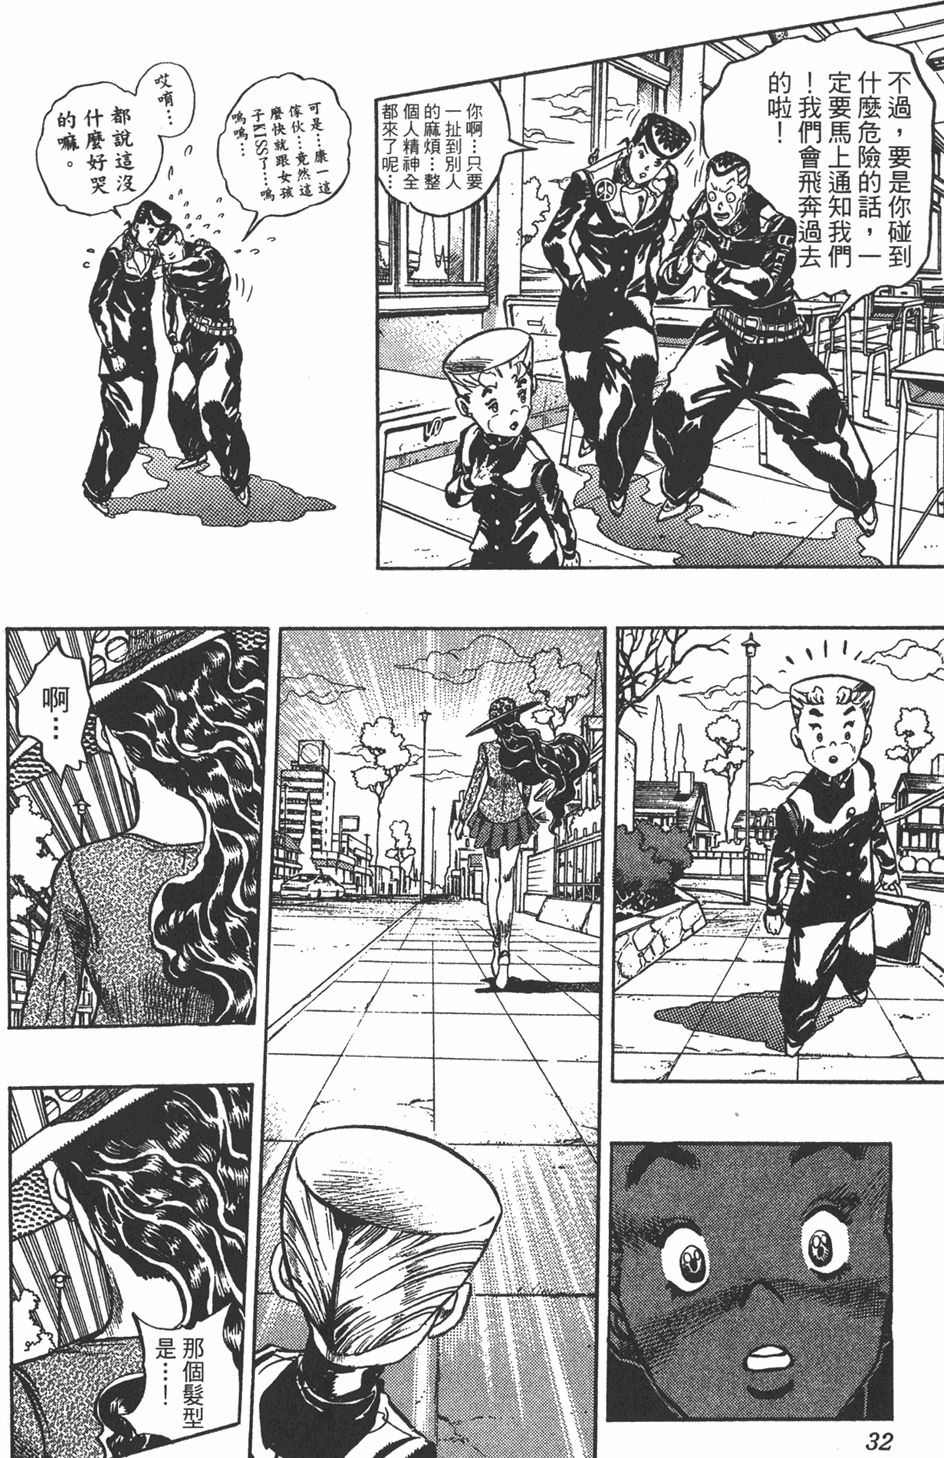 不過，要是你碰到
什麼危險的話，一
定要馬上通知我們
！我們會飛奔過去
的啦！
你啊…只要
一扯到別人
的麻煩…整
個人精神全
都來了呢…
可是…康一這
傢伙…竟然這
麼快就跟女孩
子KISS了…嗚
嗚嗚…
哎唷…
都說這沒
什麼好哭
的嘛。
啊…
那個髮型
是…！
32